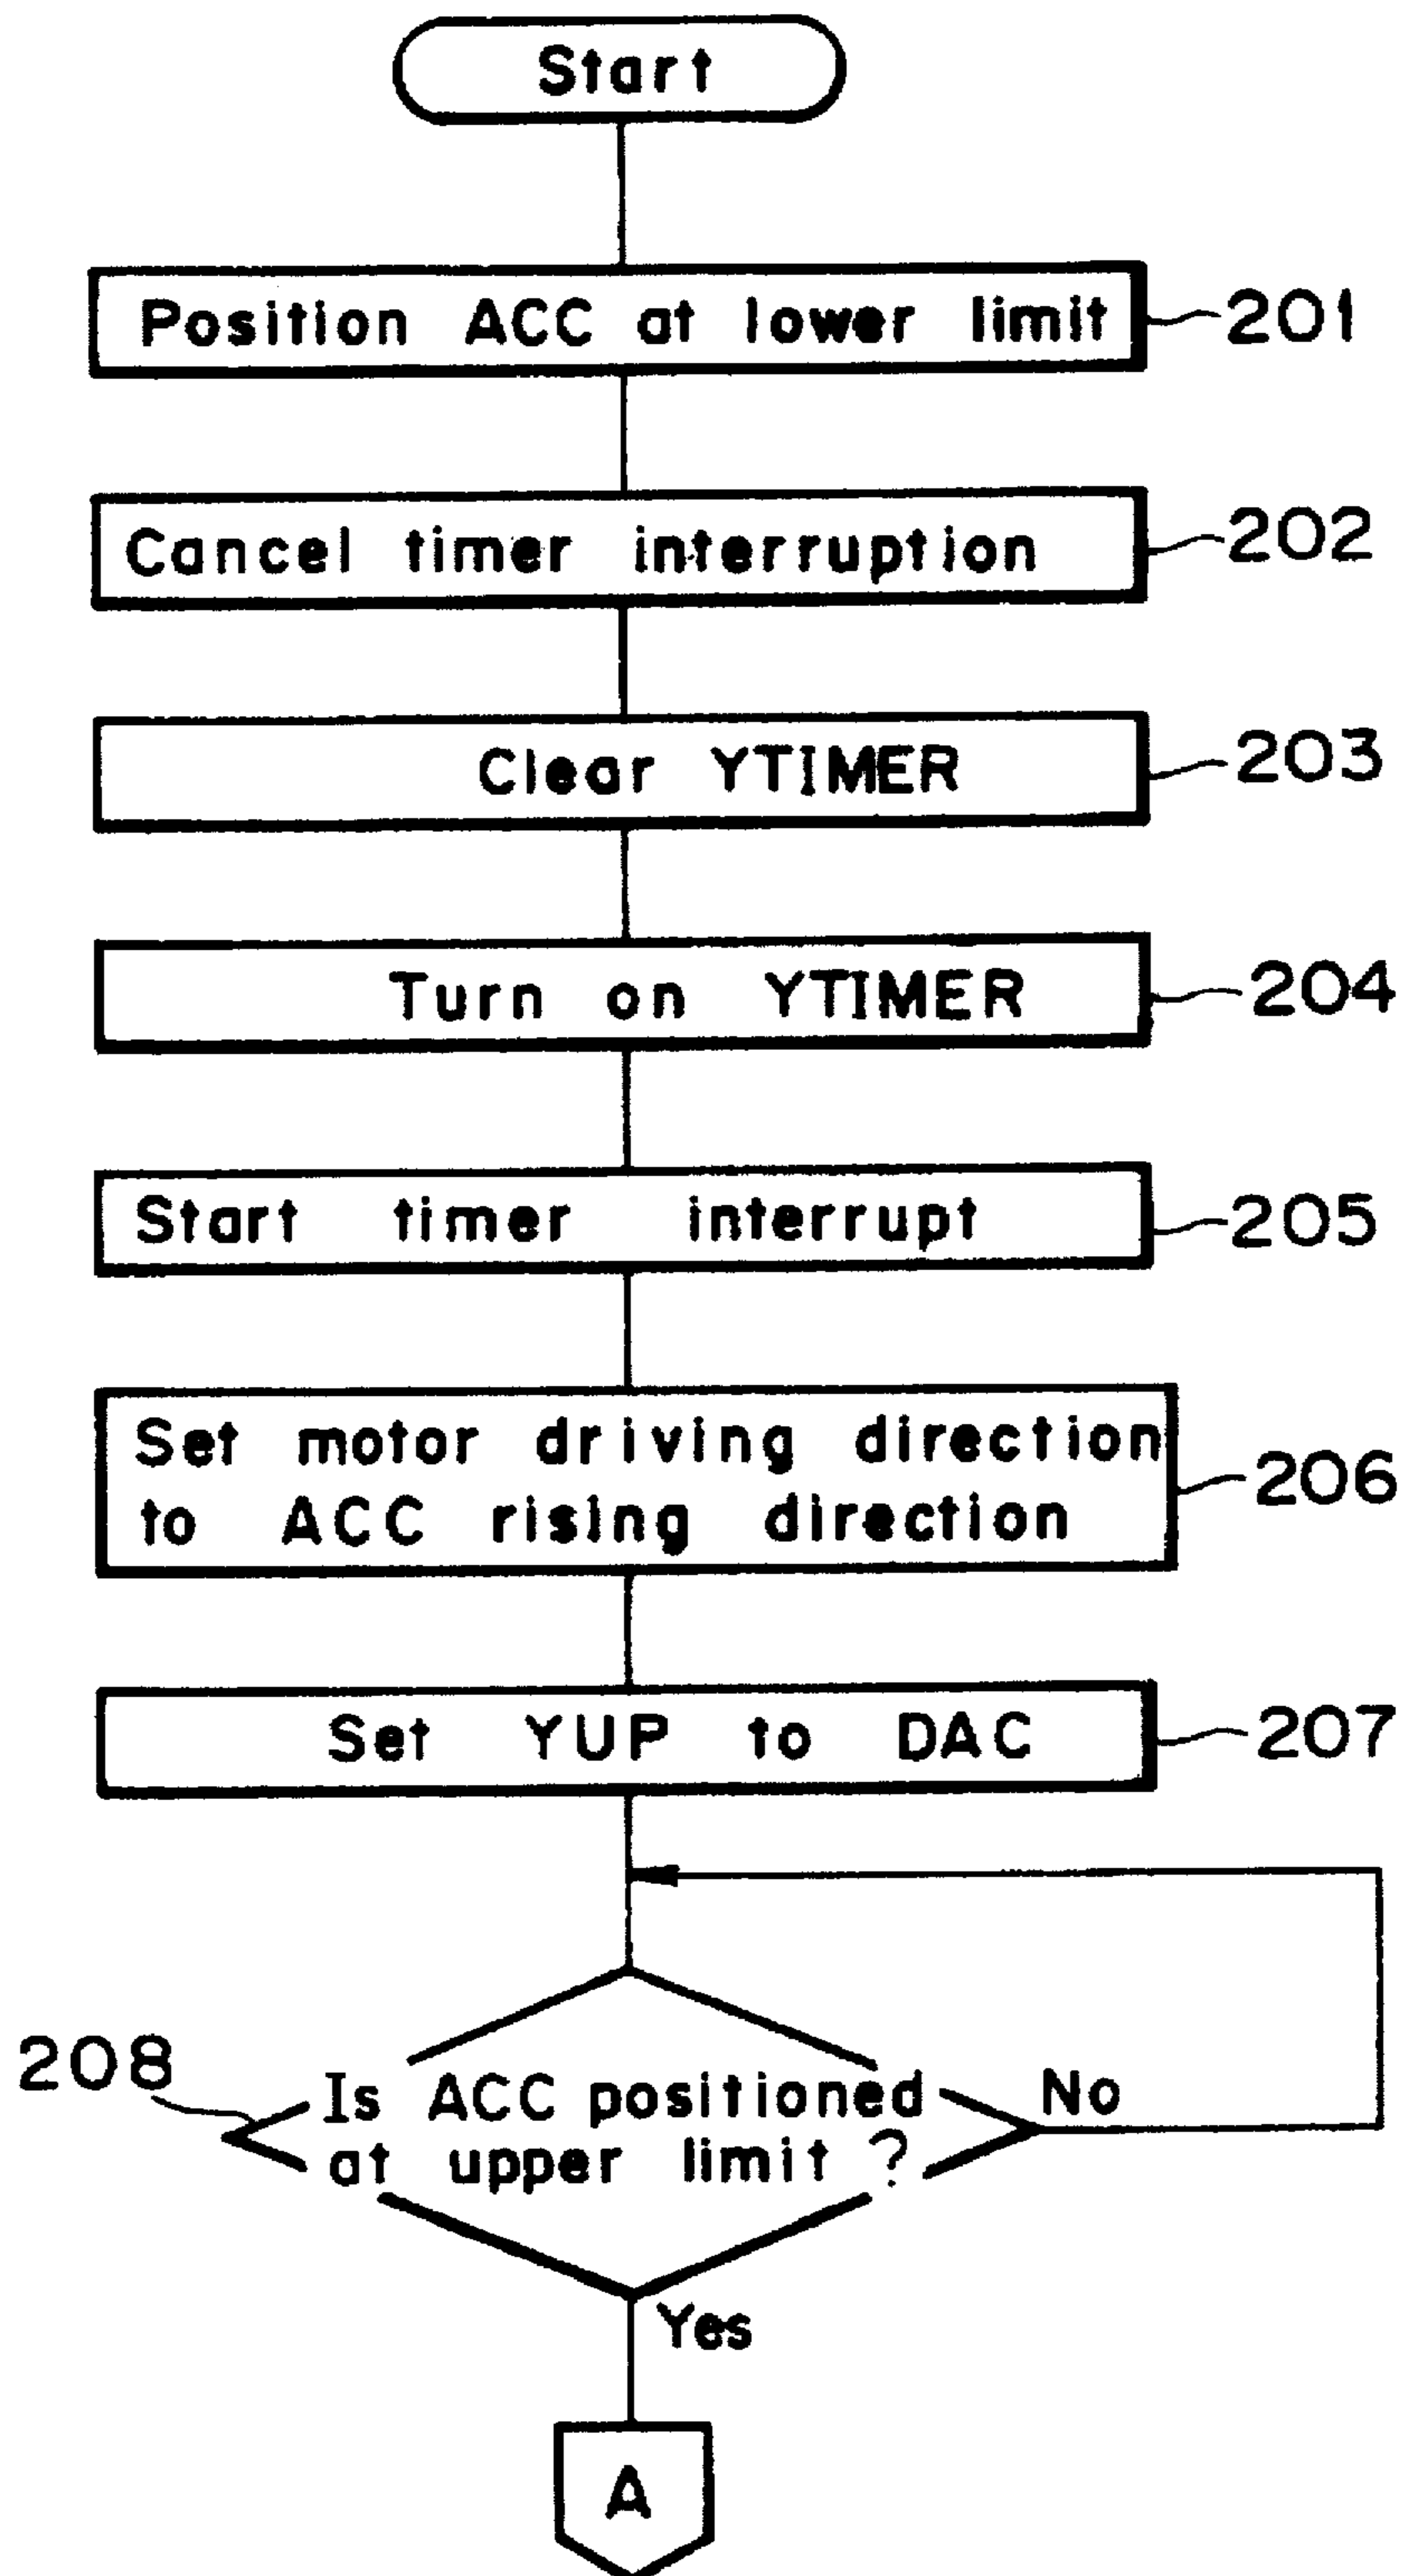 Start
Position ACC at lower limit
201
Cancel timer interruption
202
Clear YTIMER
203
Turn on YTIMER
204
Start timer interrupt
205
Set motor driving direction
to ACC rising direction
206
Set YUP to DAC
207
208
Is ACC positioned
at upper limit ?
No
Yes
A